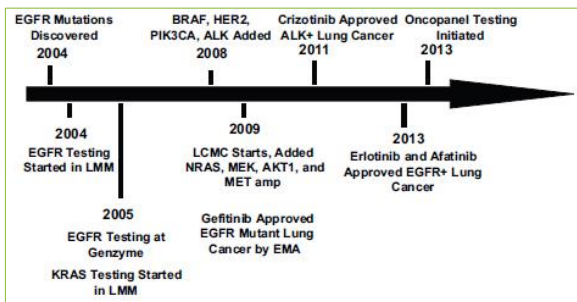 EGFR Mutations
Discovered
2004
BRAF, HER2,
PIK3CA, ALK Added
2008
Crizotinib Approved
ALK+ Lung Cancer
2011
Oncopanel Testing
Initiated
2013
2004
EGFR Testing
Started in LMM
2005
EGFR Testing at
Genzyme
KRAS Testing Started
in LMM
2009
LCMC Starts, Added
NRAS, MEK, AKT1, and
MET amp
Gefitinib Approved
EGFR Mutant Lung
Cancer by EMA
2013
Erlotinib and Afatinib
Approved EGFR+ Lung
Cancer